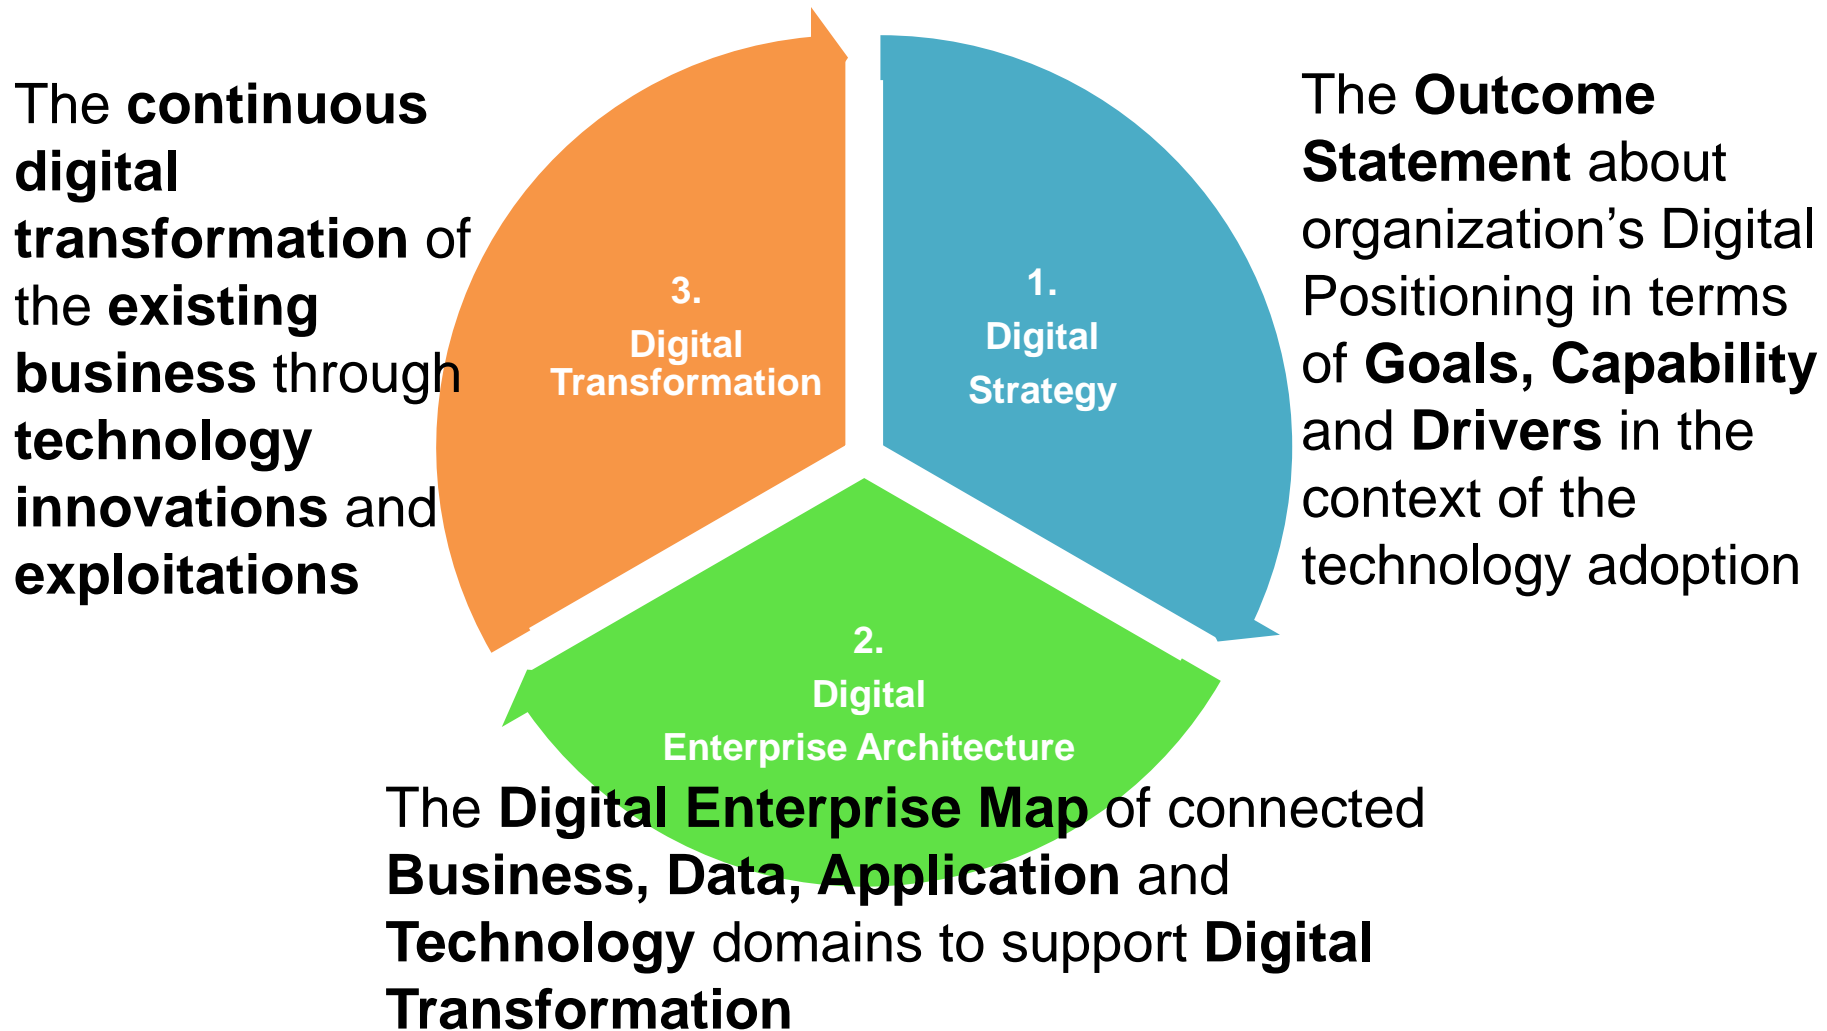 The continuous
digital
transformation of
the existing
business through
technology
innovations and
exploitations
3.
Digital
Transformation
1.
Digital
Strategy
The Outcome
Statement about
organization’s Digital
Positioning in terms
of Goals, Capability
and Drivers in the
context of the
technology adoption
2.
Digital
Enterprise Architecture
The Digital Enterprise Map of connected
Business, Data, Application and
Technology domains to support Digital
Transformation